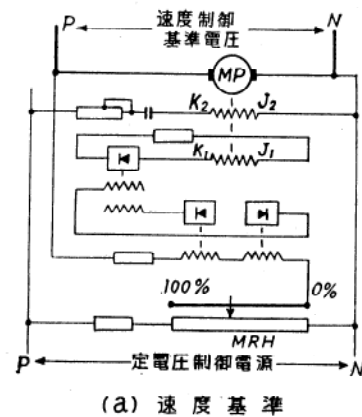 P 速度制御 N
基準電圧
MP
K2 J2
K1 J1
100% 0%
MRH
P 定電圧制御電源 N
(a) 速度基準